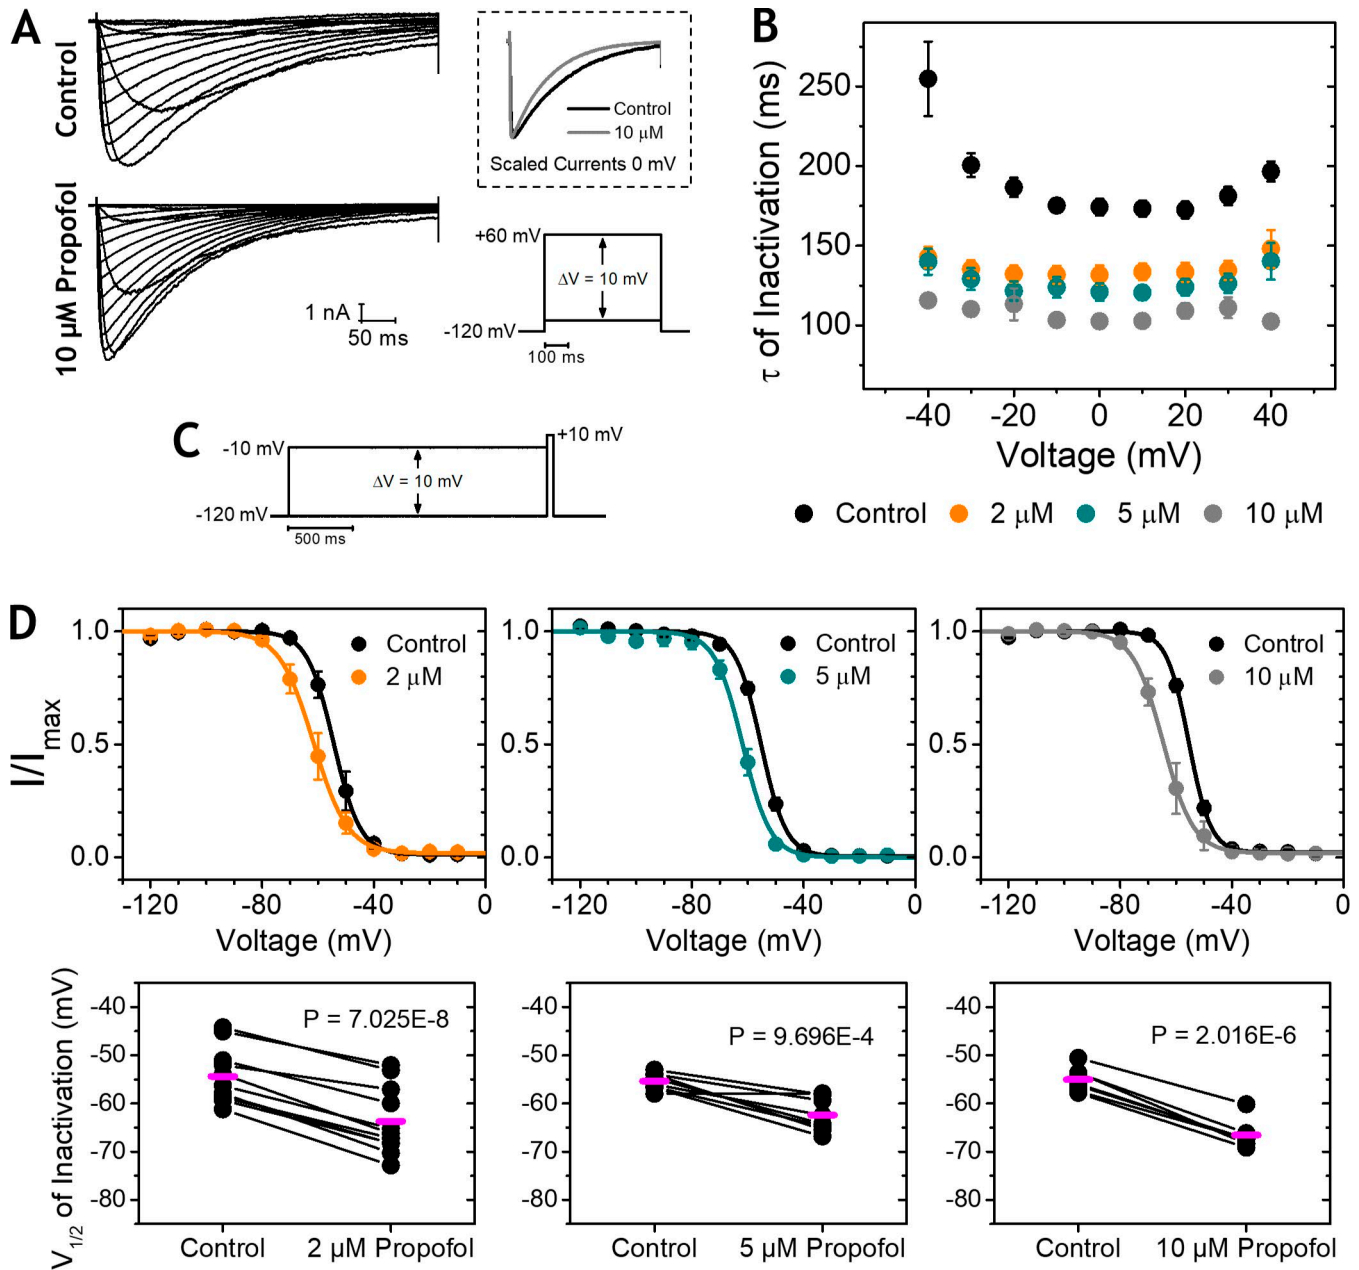 A
Control
Control
10 μM
Scaled Currents 0 mV
10 μM Propofol
1 nA
50 ms
+60 mV
ΔV = 10 mV
-120 mV
100 ms
B
τ of Inactivation (ms)
250
200
150
100
-40 -20 0 20 40
Voltage (mV)
Control 2 μM 5 μM 10 μM
C
-10 mV
+10 mV
ΔV = 10 mV
-120 mV
500 ms
D
I/Imax
1.0
0.5
0.0
Control
2 μM
-120 -80 -40 0
Voltage (mV)
1.0
0.5
0.0
Control
5 μM
-120 -80 -40 0
Voltage (mV)
1.0
0.5
0.0
Control
10 μM
-120 -80 -40 0
Voltage (mV)
V1/2 of Inactivation (mV)
-40
-50
-60
-70
-80
P = 7.025E-8
Control 2 μM Propofol
-40
-50
-60
-70
-80
P = 9.696E-4
Control 5 μM Propofol
-40
-50
-60
-70
-80
P = 2.016E-6
Control 10 μM Propofol